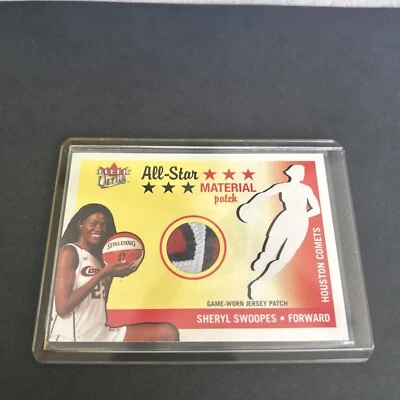 FLEER
ULTRA
All-Star ★★★
★★★ MATERIAL
patch
SPALDING
GAME-WORN JERSEY PATCH
SHERYL SWOOPES • FORWARD
HOUSTON COMETS